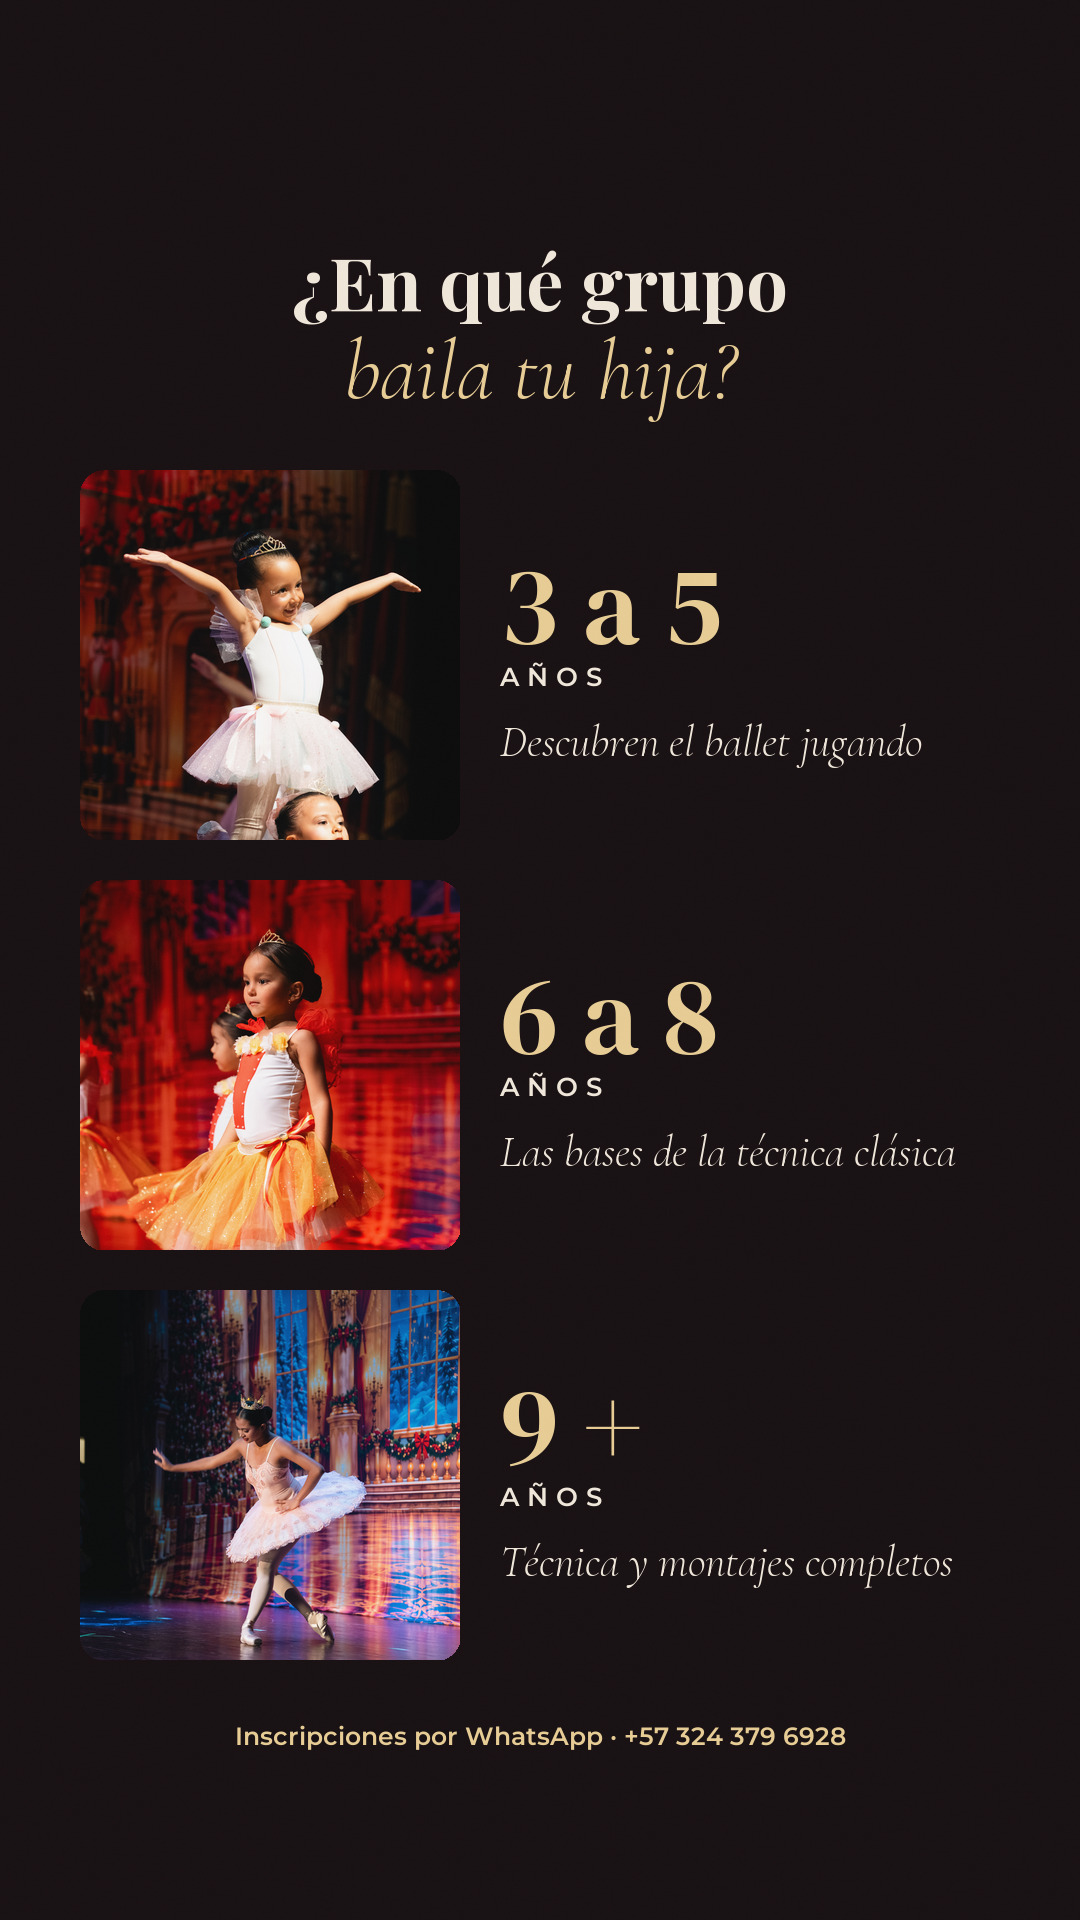 ¿En qué grupo
baila tu hija?
3 a 5
AÑOS
Descubren el ballet jugando
6 a 8
AÑOS
Las bases de la técnica clásica
9 +
AÑOS
Técnica y montajes completos
Inscripciones por WhatsApp · +57 324 379 6928